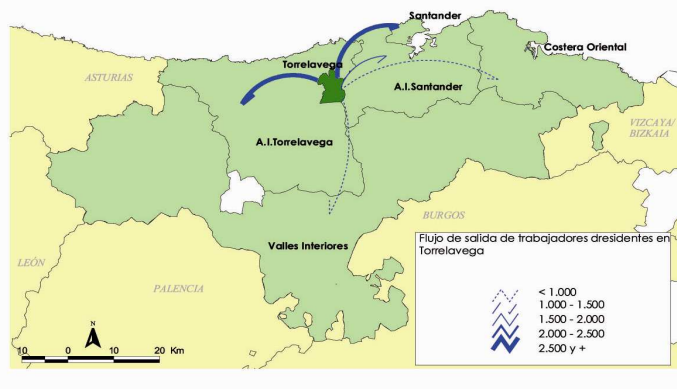 Santander
Costera Oriental
Torrelavega
ASTURIAS
A.I.Santander
VIZCAYA/
BIZKAIA
A.I.Torrelavega
BURGOS
Valles Interiores
LEÓN
PALENCIA
Flujo de salida de trabajadores dresidentes en
Torrelavega
< 1.000
1.000 - 1.500
1.500 - 2.000
2.000 - 2.500
2.500 y +
N
10 0 10 20 Km